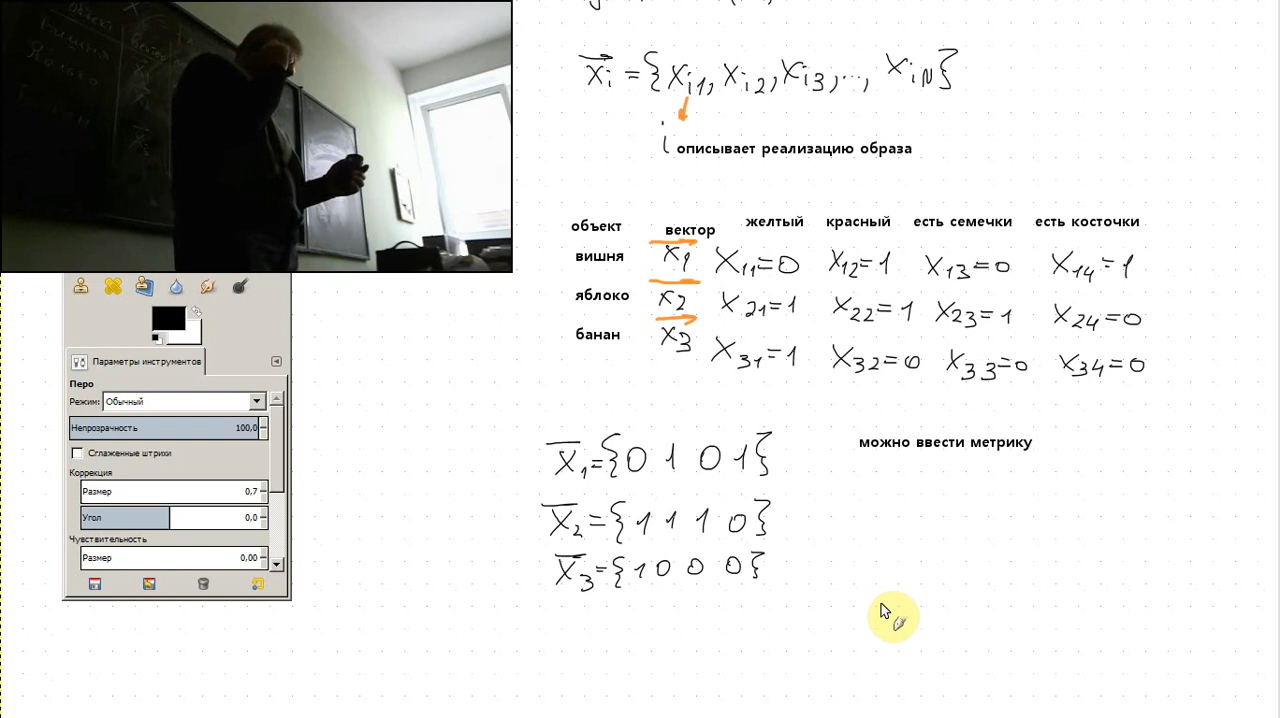 x⃗i = {xi1, xi2, xi3, ..., xiN}
i описывает реализацию образа
объект вектор желтый красный есть семечки есть косточки
вишня x1 x11=0 x12=1 x13=0 x14=1
яблоко x2 x21=1 x22=1 x23=1 x24=0
банан x3 x31=1 x32=0 x33=0 x34=0
можно ввести метрику
x̅1={0 1 0 1}
x̅2={1 1 1 0}
x̅3={1 0 0 0}
Параметры инструментов
Перо
Режим: Обычный
Непрозрачность 100,0
Сглаженные штрихи
Коррекция
Размер 0,7
Угол 0,0
Чувствительность
Размер 0,00